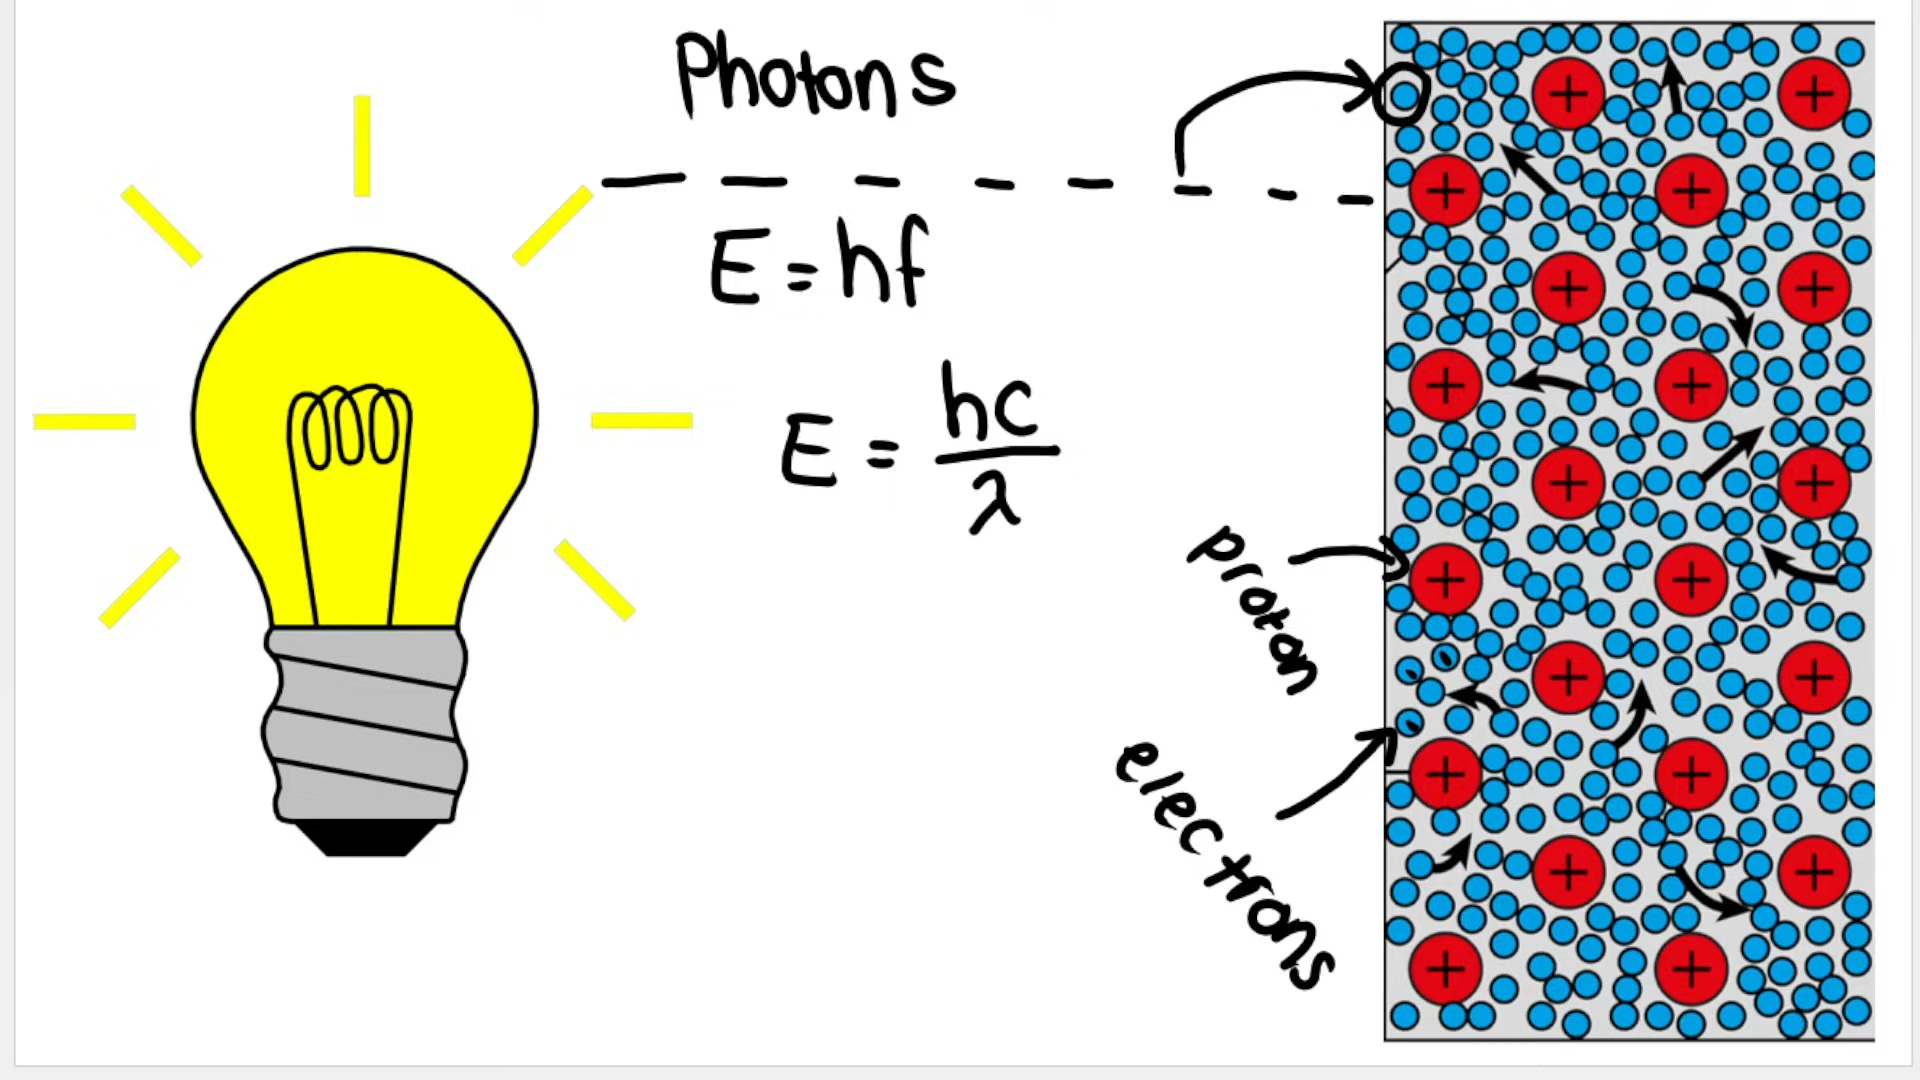 Photons
E = hf
E = hc/λ
proton
electrons
+ +
+ +
+ +
+ +
+ +
+ +
+ +
+ +
+ +
+ +